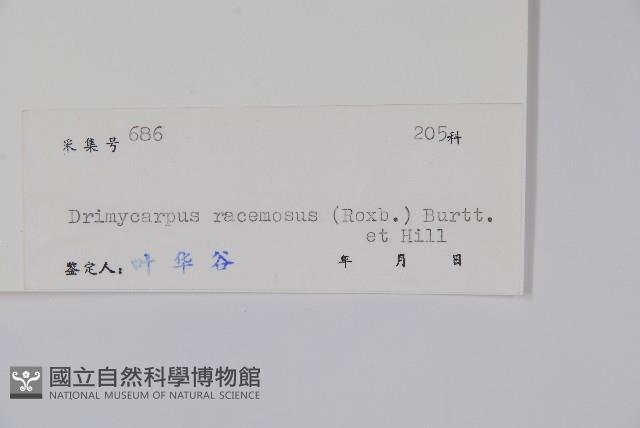 采集号 686 205科
Drimycarpus racemosus (Roxb.) Burtt.
et Hill
鉴定人: 叶华谷 年 月 日
國立自然科學博物館
NATIONAL MUSEUM OF NATURAL SCIENCE